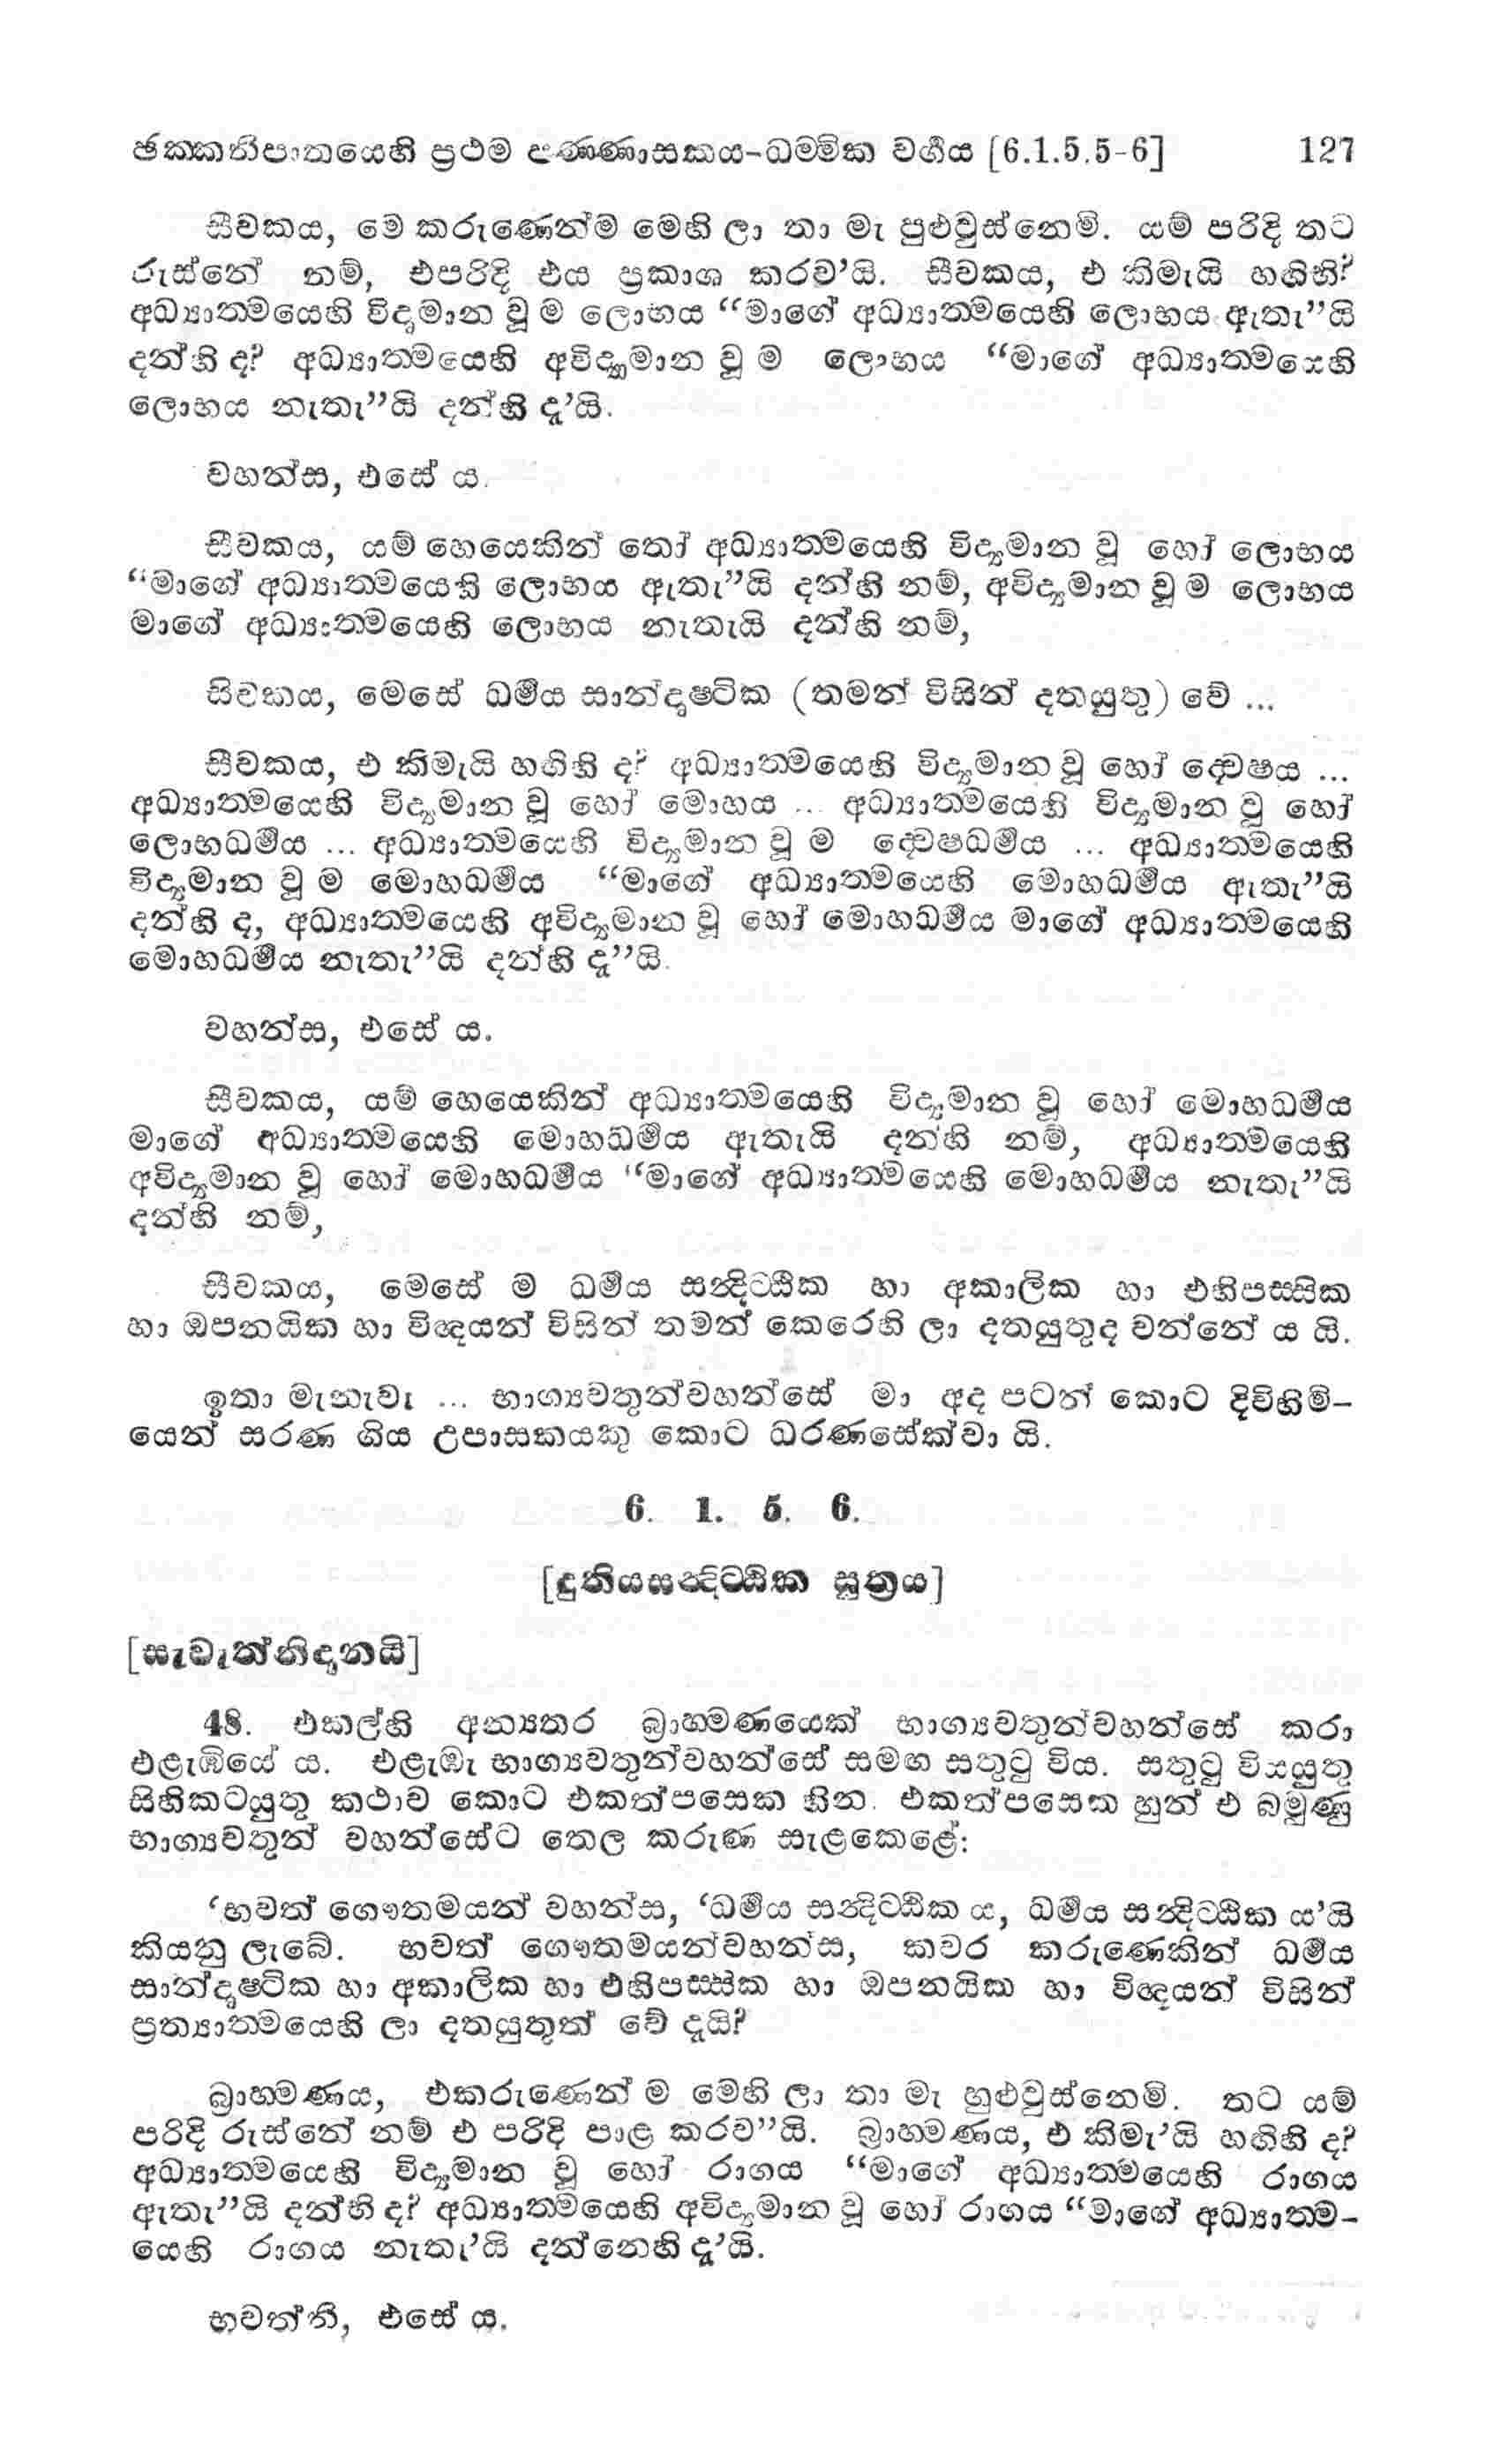 ඡක්කනිපාතයෙහි ප්‍රථම පණ්ණාසකය-ධම්මික වර්‍ගය [6.1.5.5-6] 127
සීවකය, මෙ කරුණෙන්ම මෙහි ලා තා මැ පුළුවුස්නෙමි. යම් පරිදි තට
රුස්නේ නම්, එපරිදි එය ප්‍රකාශ කරව’යි. සීවකය, එ කිමැයි හඟිහි?
අධ්‍යාත්මයෙහි විද්‍යමාන වූ ම ලොභය “මාගේ අධ්‍යාත්මයෙහි ලොභය ඇතැ”යි
දන්හි ද? අධ්‍යාත්මයෙහි අවිද්‍යමාන වූ ම ලොභය “මාගේ අධ්‍යාත්මයෙහි
ලොභය නැතැ”යි දන්හි දැ’යි.
වහන්ස, එසේ ය.
සීවකය, යම් හෙයෙකින් තෝ අධ්‍යාත්මයෙහි විද්‍යමාන වූ හෝ ලොභය
“මාගේ අධ්‍යාත්මයෙහි ලොභය ඇතැ”යි දන්හි නම්, අවිද්‍යමාන වූ ම ලොභය
මාගේ අධ්‍යාත්මයෙහි ලොභය නැතැයි දන්හි නම්,
සිවකය, මෙසේ ධර්‍මය සාන්දෘෂ්ටික (තමන් විසින් දතයුතු) වේ ...
සීවකය, එ කිමැයි හඟිහි ද? අධ්‍යාත්මයෙහි විද්‍යමාන වූ හෝ ද්වෙෂය ...
අධ්‍යාත්මයෙහි විද්‍යමාන වූ හෝ මොහය ... අධ්‍යාත්මයෙහි විද්‍යමාන වූ හෝ
ලොභධර්‍මය ... අධ්‍යාත්මයෙහි විද්‍යමාන වූ ම ද්වෙෂධර්‍මය ... අධ්‍යාත්මයෙහි
විද්‍යමාන වූ ම මොහධර්‍මය “මාගේ අධ්‍යාත්මයෙහි මොහධර්‍මය ඇතැ”යි
දන්හි ද, අධ්‍යාත්මයෙහි අවිද්‍යමාන වූ හෝ මොහධර්‍මය මාගේ අධ්‍යාත්මයෙහි
මොහධර්‍මය නැතැ”යි දන්හි දැ”යි.
වහන්ස, එසේ ය.
සීවකය, යම් හෙයෙකින් අධ්‍යාත්මයෙහි විද්‍යමාන වූ හෝ මොහධර්‍මය
මාගේ අධ්‍යාත්මයෙහි මොහධර්‍මය ඇතැයි දන්හි නම්, අධ්‍යාත්මයෙහි
අවිද්‍යමාන වූ හෝ මොහධර්‍මය “මාගේ අධ්‍යාත්මයෙහි මොහධර්‍මය නැතැ”යි
දන්හි නම්,
සීවකය, මෙසේ ම ධර්‍මය සන්දිට්ඨික හා අකාලික හා එහිපස්සික
හා ඔපනයික හා විඥයන් විසින් තමන් කෙරෙහි ලා දතයුතුද වන්නේ ය යි.
ඉතා මැනැවැ ... භාග්‍යවතුන්වහන්සේ මා අද පටන් කොට දිවිහිමි-
යෙන් සරණ ගිය උපාසකයකු කොට ධරණසේක්වා යි.
6. 1. 5. 6.
[දුතියසන්දිට්ඨික සූත්‍රය]
[සැවැත්නිදානයි]
48. එකල්හි අන්‍යතර බ්‍රාහ්මණයෙක් භාග්‍යවතුන්වහන්සේ කරා
එළැඹියේ ය. එළැඹැ භාග්‍යවතුන්වහන්සේ සමඟ සතුටු විය. සතුටු වියයුතු
සිහිකටයුතු කථාව කොට එකත්පසෙක හින. එකත්පසෙක හුන් එ බමුණු
භාග්‍යවතුන් වහන්සේට තෙල කරුණ සැළකෙළේ:
‘භවත් ගෞතමයන් වහන්ස, ‘ධර්‍මය සන්දිට්ඨික ය, ධර්‍මය සන්දිට්ඨික ය’යි
කියනු ලැබේ. භවත් ගෞතමයන්වහන්ස, කවර කරුණෙකින් ධර්‍මය
සාන්දෘෂ්ටික හා අකාලික හා එහිපස්සික හා ඔපනයික හා විඥයන් විසින්
ප්‍රත්‍යාත්මයෙහි ලා දතයුතුත් වේ දැයි?
බ්‍රාහ්මණය, එකරුණෙන් ම මෙහි ලා තා මැ හුළුවුස්නෙමි. තට යම්
පරිදි රුස්නේ නම් එ පරිදි පාළ කරව”යි. බ්‍රාහ්මණය, එ කිමැ’යි හඟිහි ද?
අධ්‍යාත්මයෙහි විද්‍යමාන වූ හෝ රාගය “මාගේ අධ්‍යාත්මයෙහි රාගය
ඇතැ”යි දන්හි ද? අධ්‍යාත්මයෙහි අවිද්‍යමාන වූ හෝ රාගය “මාගේ අධ්‍යාත්ම-
යෙහි රාගය නැතැ’යි දන්නෙහි දැ’යි.
භවත්නි, එසේ ය.